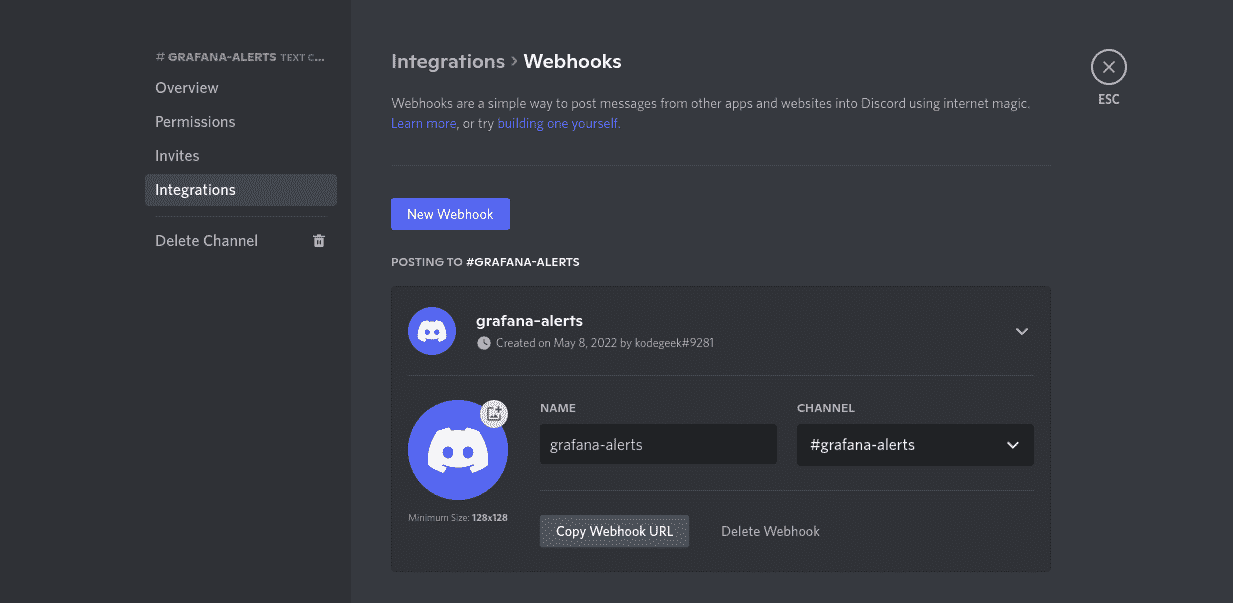 # GRAFANA-ALERTS TEXT C...
Overview
Permissions
Invites
Integrations
Delete Channel
Integrations > Webhooks
Webhooks are a simple way to post messages from other apps and websites into Discord using internet magic.
Learn more, or try building one yourself.
ESC
New Webhook
POSTING TO #GRAFANA-ALERTS
grafana-alerts
Created on May 8, 2022 by kodegeek#9281
Minimum Size: 128x128
NAME
grafana-alerts
CHANNEL
#grafana-alerts
Copy Webhook URL
Delete Webhook